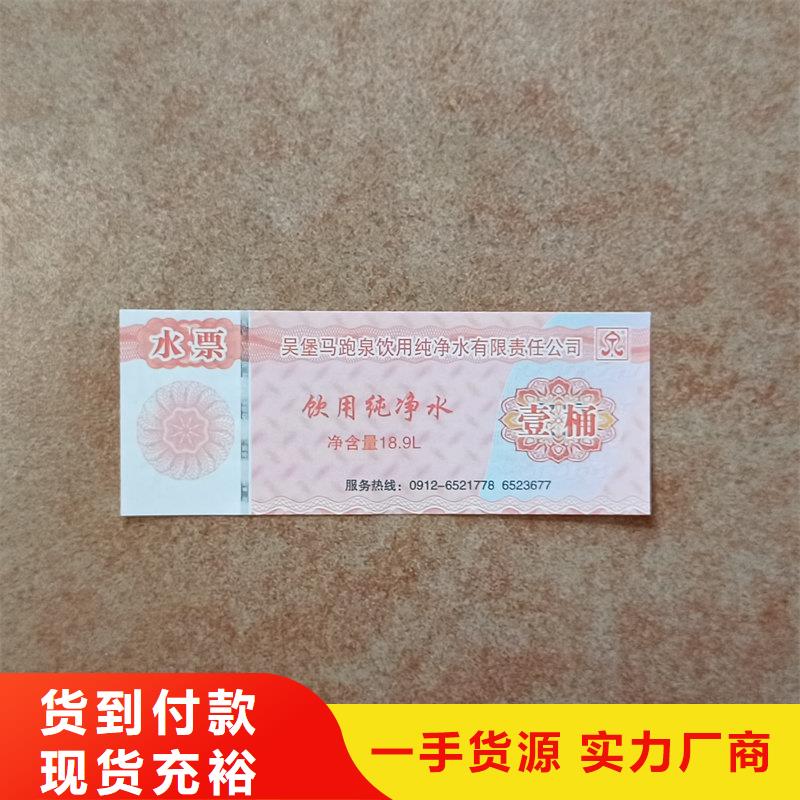 水票
吴堡马跑泉饮用纯净水有限责任公司
饮用纯净水
净含量18.9L
壹桶
服务热线：0912-6521778 6523677
货到付款
现货充裕
一手货源 实力厂商